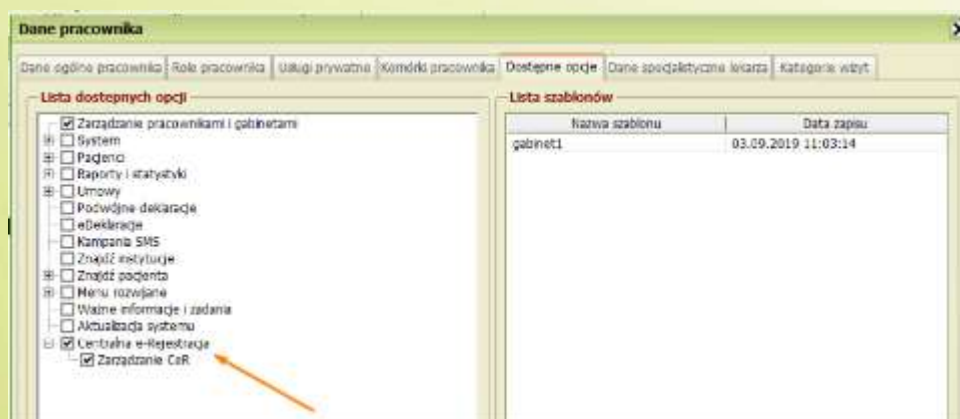 Dane pracownika
Dane ogólne pracownika Role pracownika Usługi prywatne Komórki pracownika Dostępne opcje Dane specjalistyczne lekarza Kategorie wizyt
Lista dostępnych opcji
Zarządzanie pracownikami i gabinetami
System
Pacjenci
Raporty i statystyki
Umowy
Podwójne deklaracje
eDeklaracje
Kampania SMS
Znajdź instytucje
Znajdź pacjenta
Menu rozwijane
Ważne informacje i zadania
Aktualizacja systemu
Centralna e-Rejestracja
Zarządzanie CeR
Lista szablonów
Nazwa szablonu Data zapisu
gabinet1 03.09.2019 11:03:14